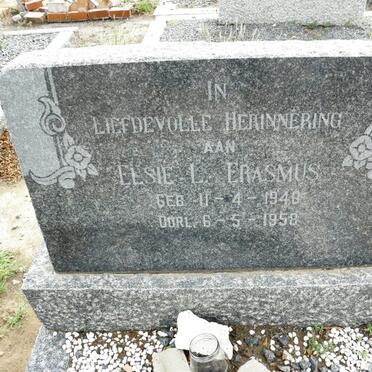 IN
LIEFDEVOLLE HERINNERING
AAN
ELSIE L. ERASMUS
GEB. 11-4-1940
OORL. 6-5-1958